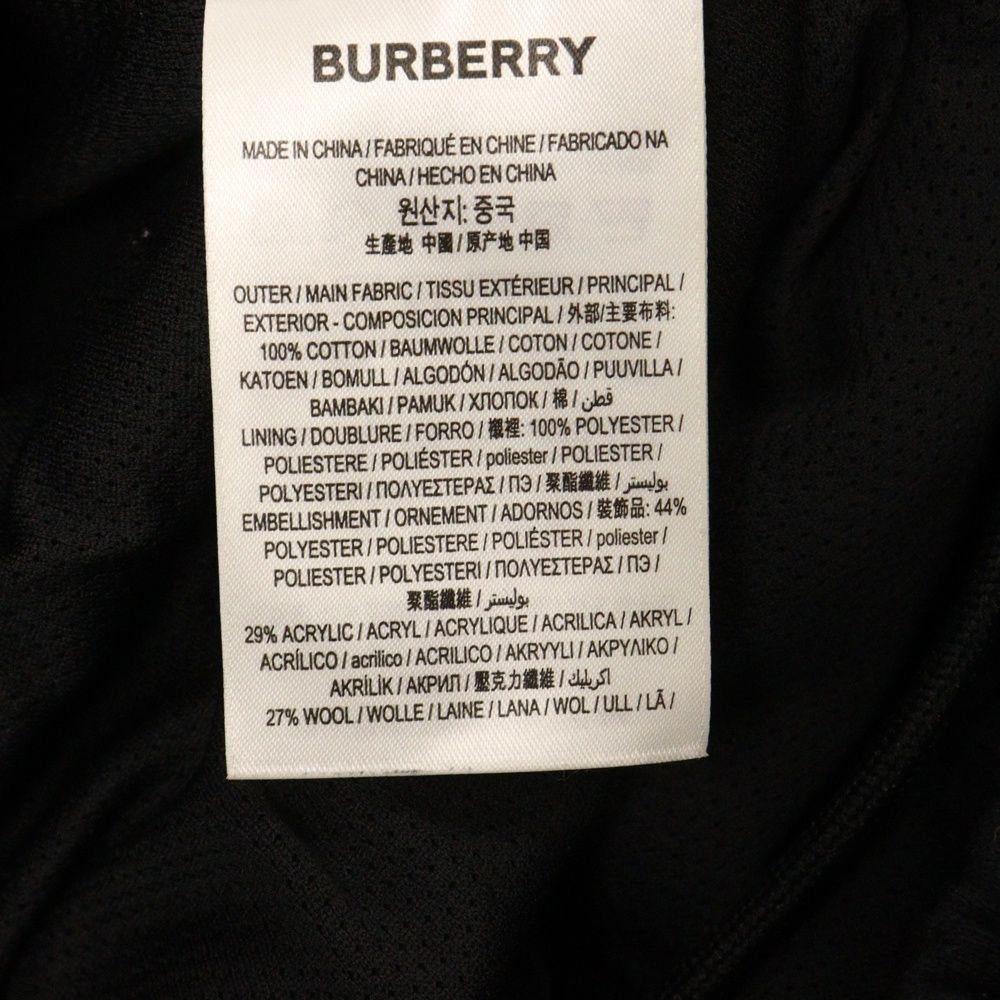 BURBERRY
MADE IN CHINA / FABRIQUÉ EN CHINE / FABRICADO NA
CHINA / HECHO EN CHINA
원산지: 중국
生產地 中國 / 原产地 中国
OUTER / MAIN FABRIC / TISSU EXTÉRIEUR / PRINCIPAL /
EXTERIOR - COMPOSICION PRINCIPAL / 外部/主要布料:
100% COTTON / BAUMWOLLE / COTON / COTONE /
KATOEN / BOMULL / ALGODÓN / ALGODÃO / PUUVILLA /
BAMBAKI / PAMUK / ХЛОПОК / 棉 / قطن
LINING / DOUBLURE / FORRO / 襯裡: 100% POLYESTER /
POLIESTERE / POLIÉSTER / poliester / POLIESTER /
POLYESTERI / ΠΟΛΥΕΣΤΕΡΑΣ / ПЭ / 聚酯纖維 / بوليستر
EMBELLISHMENT / ORNEMENT / ADORNOS / 裝飾品: 44%
POLYESTER / POLIESTERE / POLIÉSTER / poliester /
POLIESTER / POLYESTERI / ΠΟΛΥΕΣΤΕΡΑΣ / ПЭ /
聚酯纖維 / بوليستر
29% ACRYLIC / ACRYL / ACRYLIQUE / ACRILICA / AKRYL /
ACRÍLICO / acrilico / ACRILICO / AKRYYLI / ΑΚΡΥΛΙΚΟ /
AKRİLİK / АКРИЛ / 壓克力纖維 / اكريليك
27% WOOL / WOLLE / LAINE / LANA / WOL / ULL / LÃ /